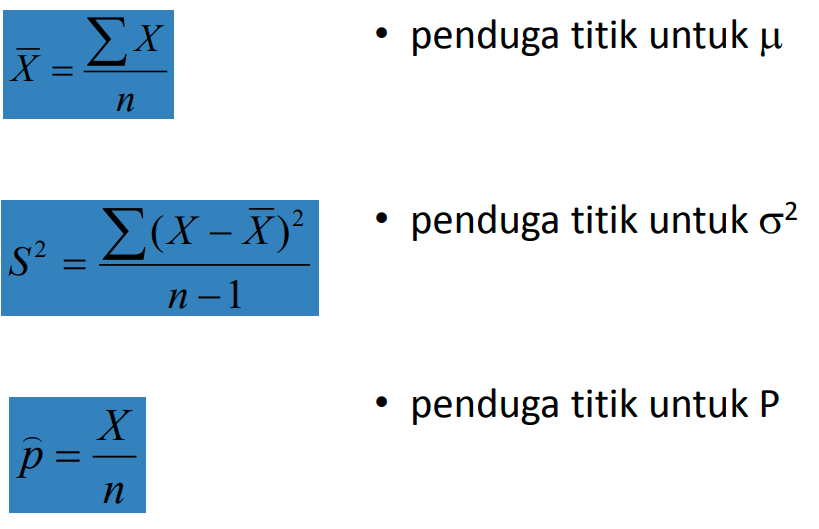 X̅ = ∑X / n
• penduga titik untuk μ
S² = ∑(X – X̅)² / n – 1
• penduga titik untuk σ²
p̂ = X / n
• penduga titik untuk P